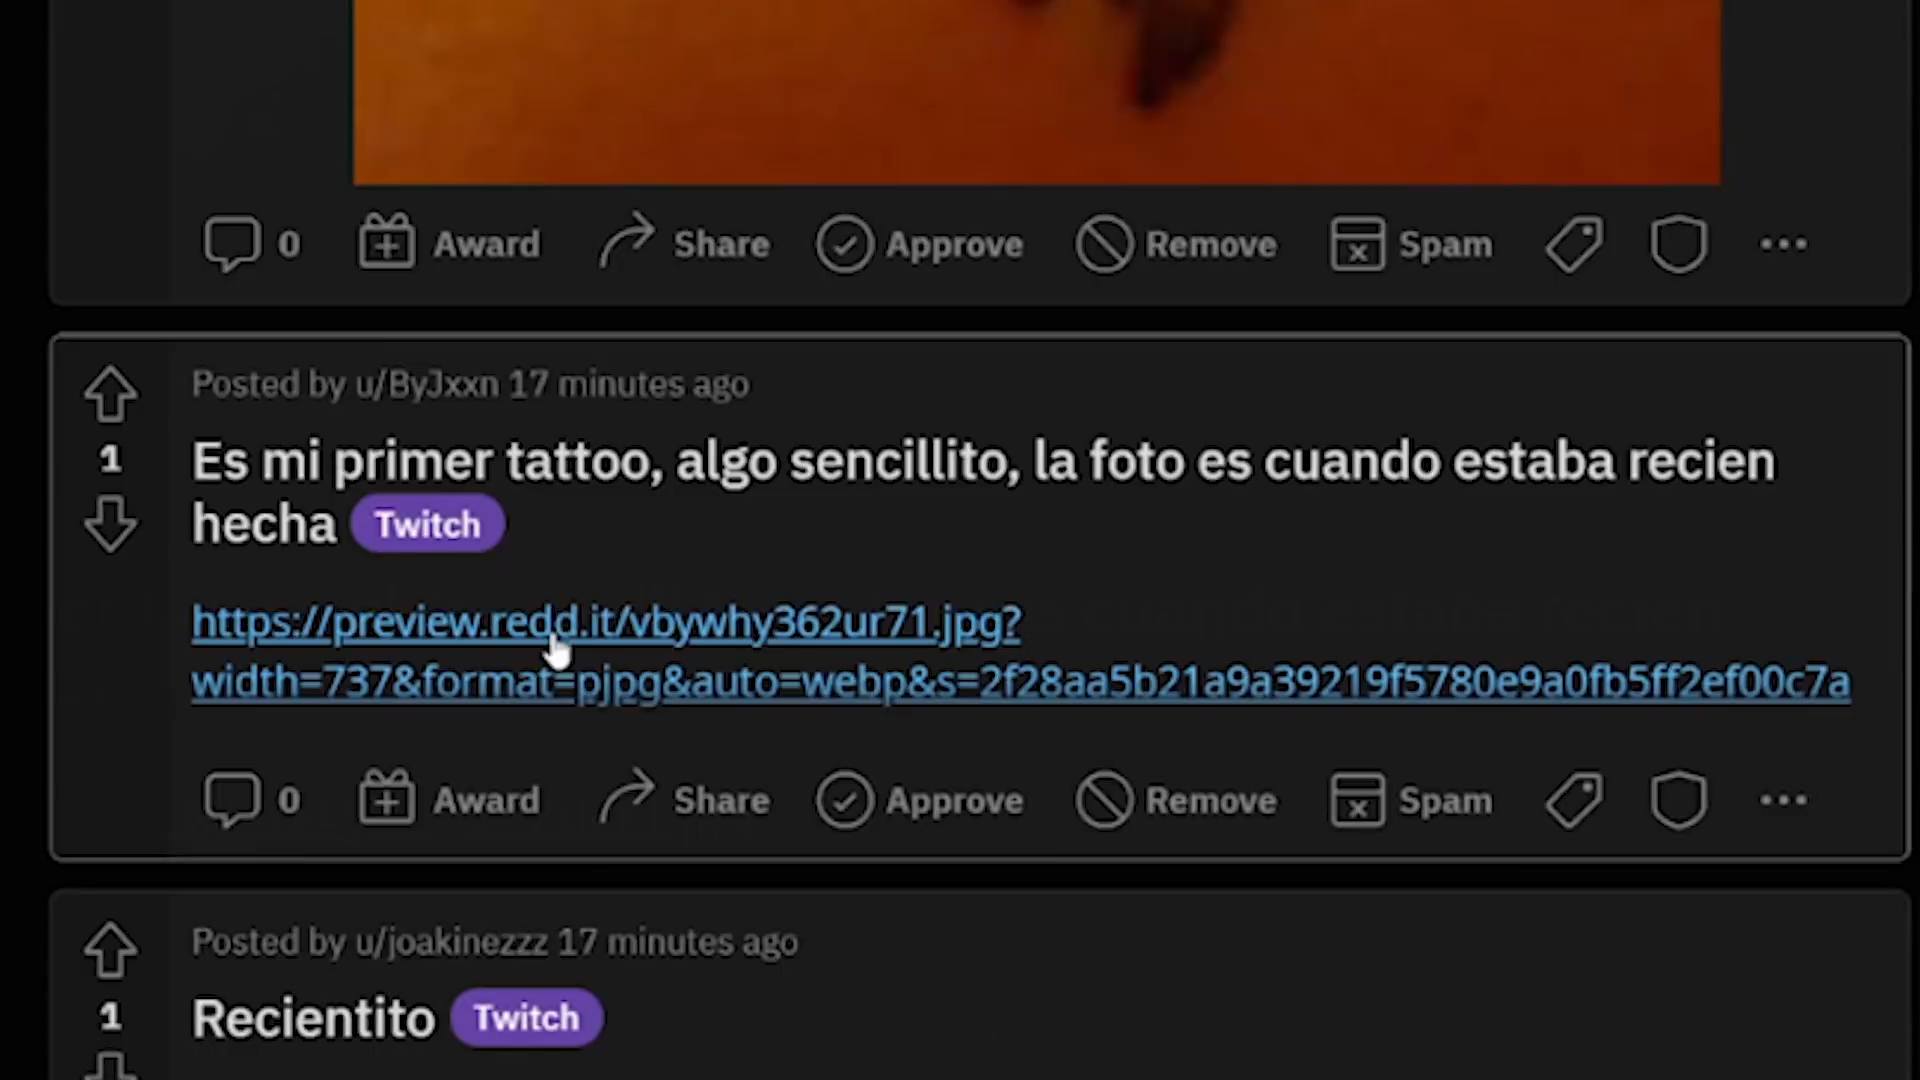 0 Award Share Approve Remove Spam
Posted by u/ByJxxn 17 minutes ago
1 Es mi primer tattoo, algo sencillito, la foto es cuando estaba recien
hecha Twitch
https://preview.redd.it/vbywhy362ur71.jpg?
width=737&format=pjpg&auto=webp&s=2f28aa5b21a9a39219f5780e9a0fb5ff2ef00c7a
0 Award Share Approve Remove Spam
Posted by u/joakinezzz 17 minutes ago
1 Recientito Twitch